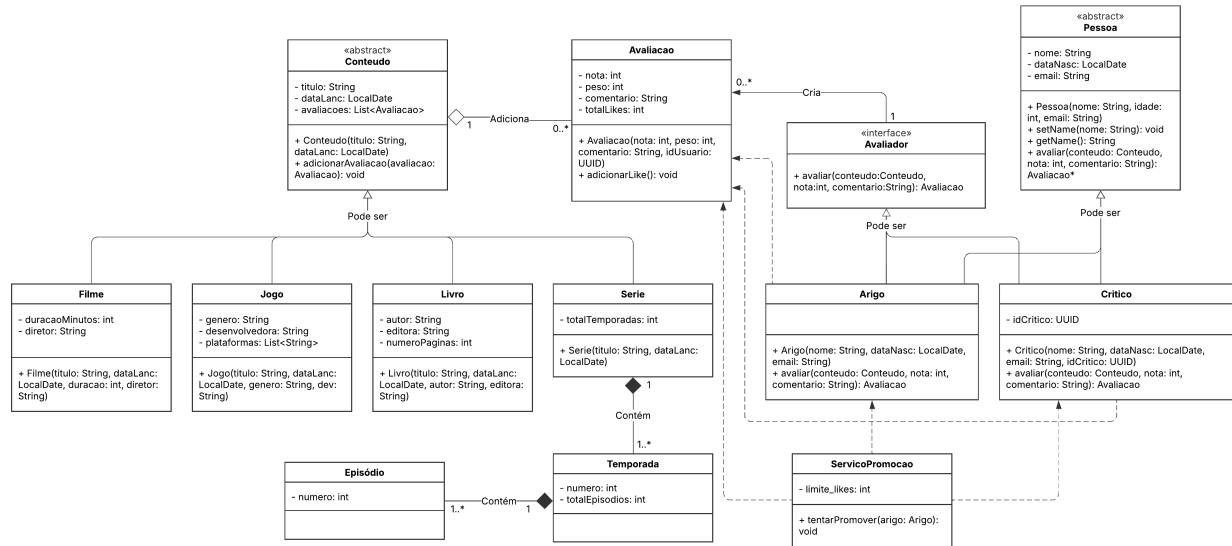 «abstract»
Conteudo
- titulo: String
- dataLanc: LocalDate
- avaliacoes: List<Avaliacao>
+ Conteudo(titulo: String,
dataLanc: LocalDate)
+ adicionarAvaliacao(avaliacao:
Avaliacao): void
1
Adiciona
0..*
Avaliacao
- nota: int
- peso: int
- comentario: String
- totalLikes: int
+ Avaliacao(nota: int, peso: int,
comentario: String, idUsuario:
UUID)
+ adicionarLike(): void
0..*
Cria
1
«interface»
Avaliador
+ avaliar(conteudo:Conteudo,
nota:int, comentario:String): Avaliacao
«abstract»
Pessoa
- nome: String
- dataNasc: LocalDate
- email: String
+ Pessoa(nome: String, idade:
int, email: String)
+ setName(nome: String): void
+ getName(): String
+ avaliar(conteudo: Conteudo,
nota: int, comentario: String):
Avaliacao*
Pode ser
Pode ser
Pode ser
Filme
- duracaoMinutos: int
- diretor: String
+ Filme(titulo: String, dataLanc:
LocalDate, duracao: int, diretor:
String)
Jogo
- genero: String
- desenvolvedora: String
- plataformas: List<String>
+ Jogo(titulo: String, dataLanc:
LocalDate, genero: String, dev:
String)
Livro
- autor: String
- editora: String
- numeroPaginas: int
+ Livro(titulo: String, dataLanc:
LocalDate, autor: String, editora:
String)
Serie
- totalTemporadas: int
+ Serie(titulo: String, dataLanc:
LocalDate)
Arigo
+ Arigo(nome: String, dataNasc: LocalDate,
email: String)
+ avaliar(conteudo: Conteudo, nota: int,
comentario: String): Avaliacao
Critico
- idCritico: UUID
+ Critico(nome: String, dataNasc: LocalDate,
email: String, idCritico: UUID)
+ avaliar(conteudo: Conteudo, nota: int,
comentario: String): Avaliacao
1
Contém
1..*
Episódio
- numero: int
1..*
Contém
1
Temporada
- numero: int
- totalEpisodios: int
ServicoPromocao
- limite_likes: int
+ tentarPromover(arigo: Arigo):
void